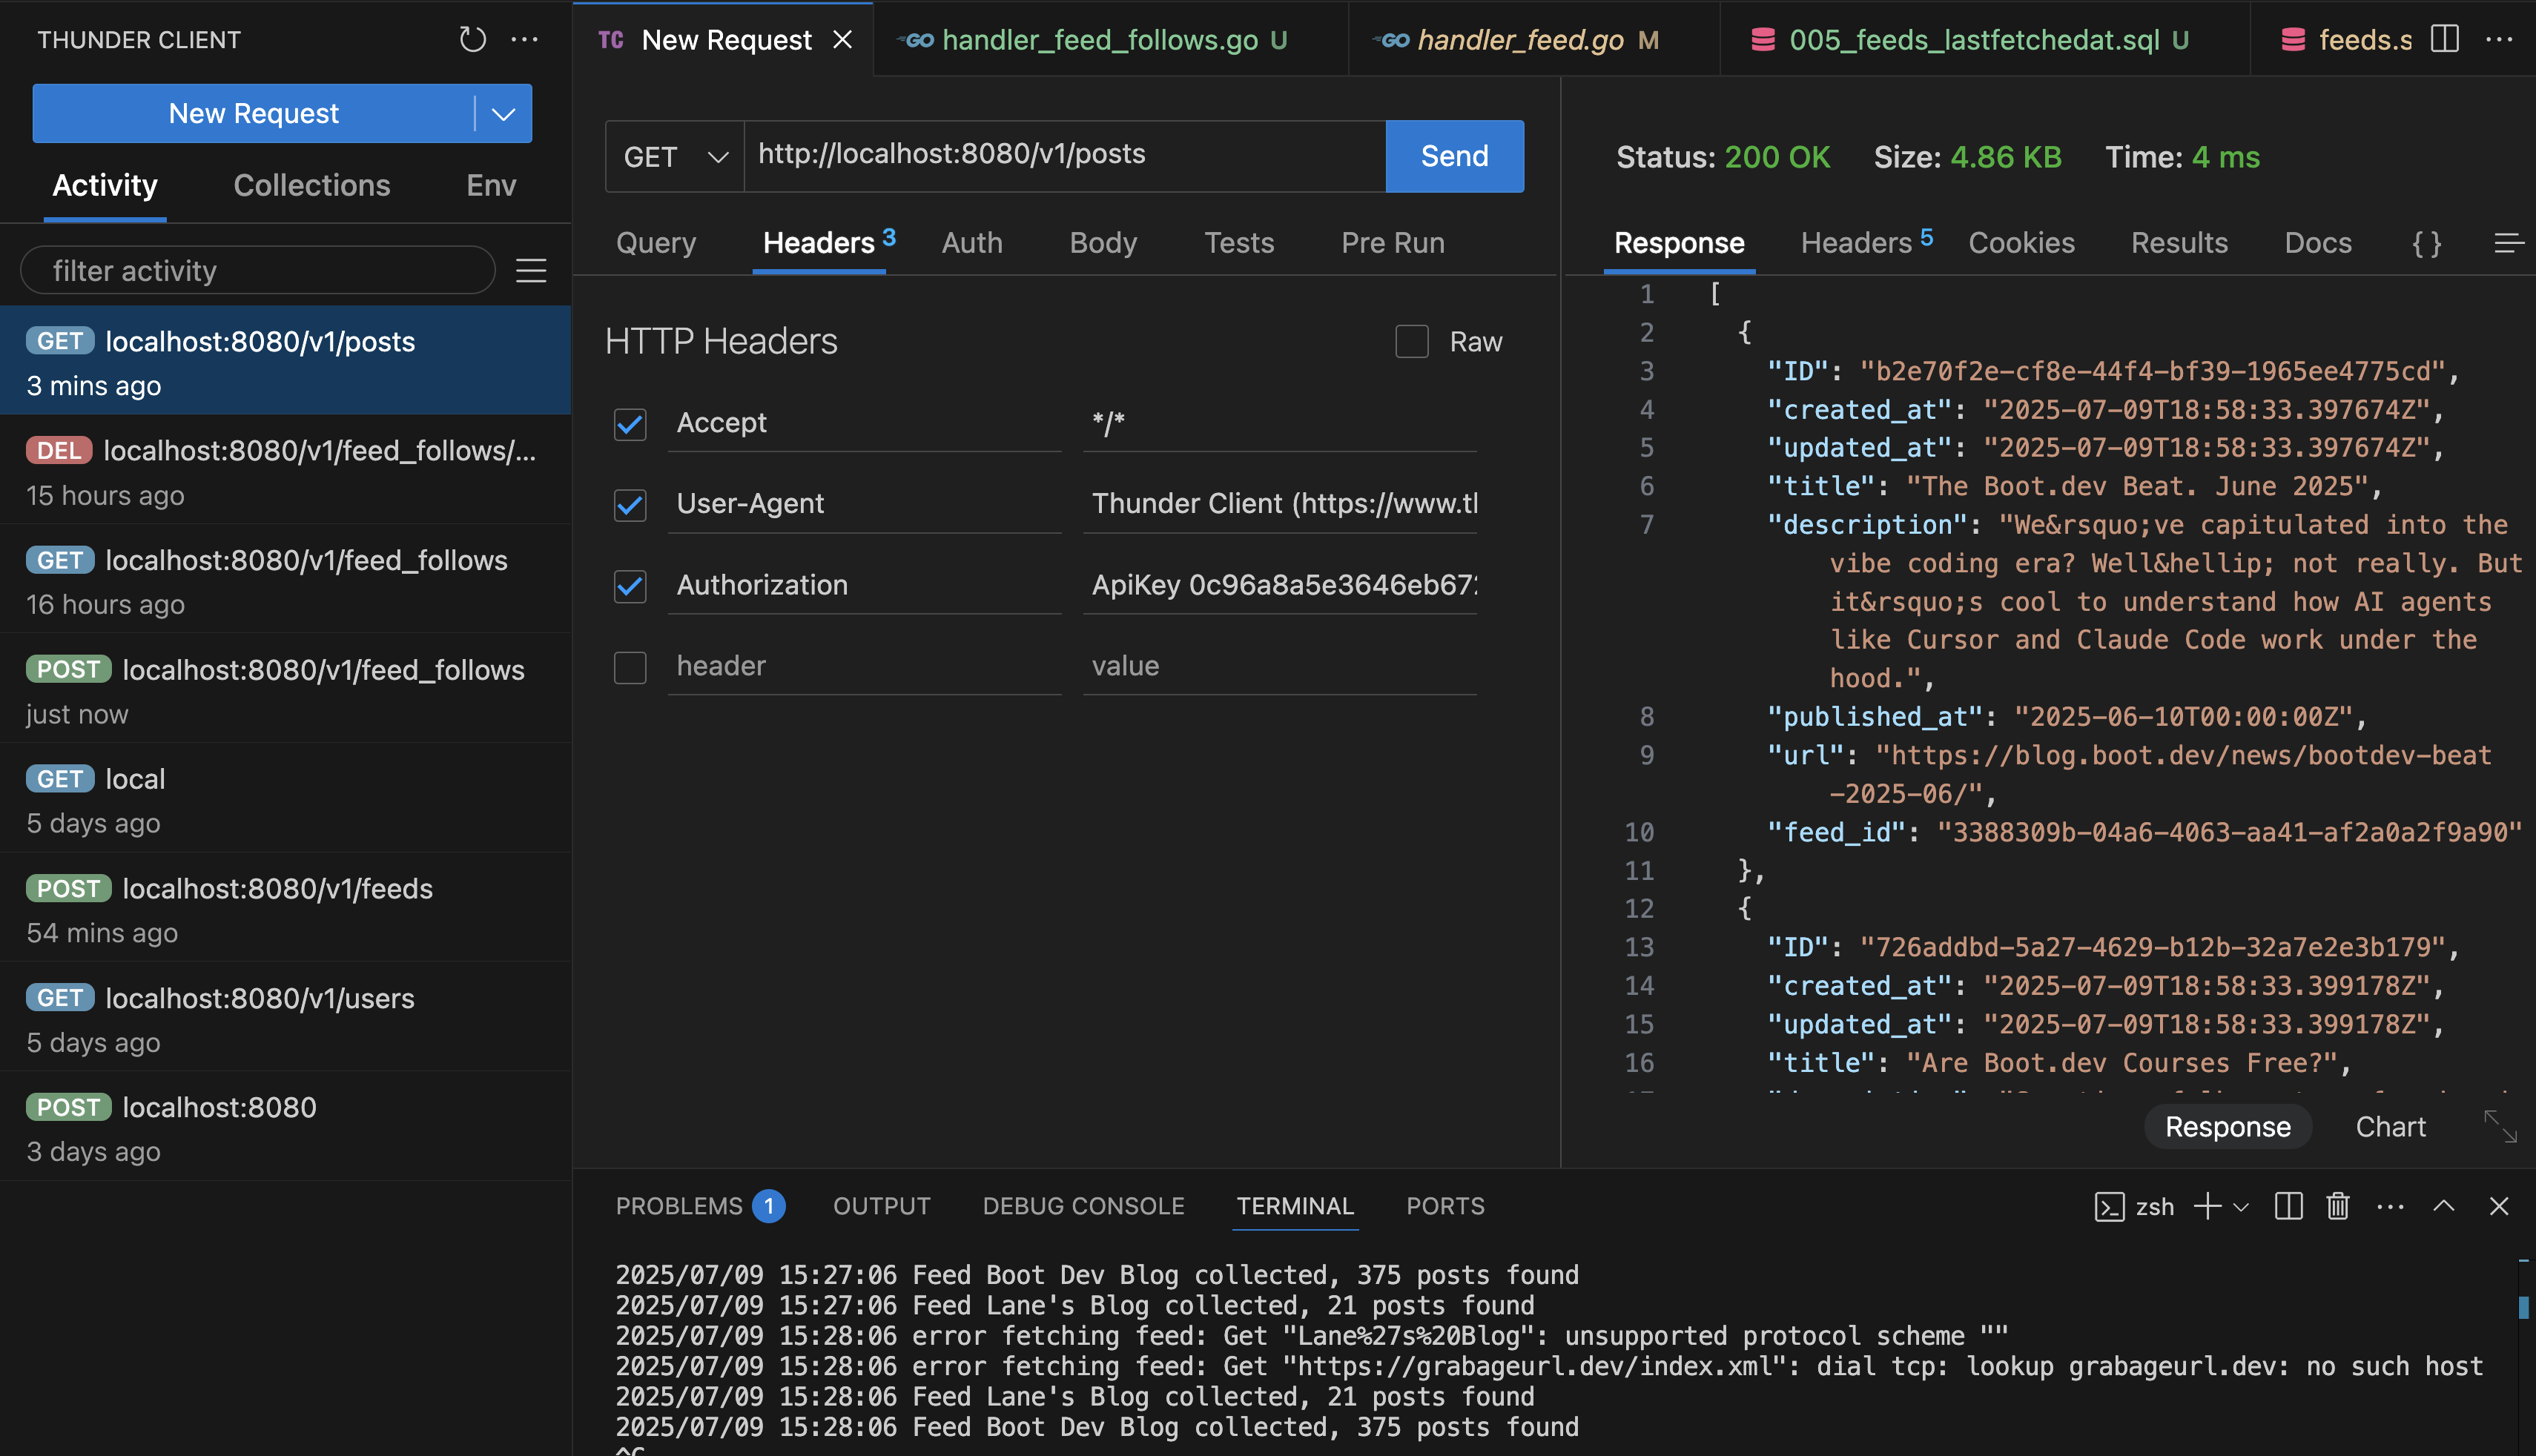 THUNDER CLIENT
New Request
Activity Collections Env
filter activity
GET localhost:8080/v1/posts
3 mins ago
DEL localhost:8080/v1/feed_follows/...
15 hours ago
GET localhost:8080/v1/feed_follows
16 hours ago
POST localhost:8080/v1/feed_follows
just now
GET local
5 days ago
POST localhost:8080/v1/feeds
54 mins ago
GET localhost:8080/v1/users
5 days ago
POST localhost:8080
3 days ago
TC New Request GO handler_feed_follows.go U GO handler_feed.go M 005_feeds_lastfetchedat.sql U feeds.s
GET http://localhost:8080/v1/posts Send
Query Headers 3 Auth Body Tests Pre Run
HTTP Headers Raw
Accept */*
User-Agent Thunder Client (https://www.tl
Authorization ApiKey 0c96a8a5e3646eb67
header value
Status: 200 OK Size: 4.86 KB Time: 4 ms
Response Headers 5 Cookies Results Docs {}
1 [
2 {
3 "ID": "b2e70f2e-cf8e-44f4-bf39-1965ee4775cd",
4 "created_at": "2025-07-09T18:58:33.397674Z",
5 "updated_at": "2025-07-09T18:58:33.397674Z",
6 "title": "The Boot.dev Beat. June 2025",
7 "description": "We&rsquo;ve capitulated into the
vibe coding era? Well&hellip; not really. But
it&rsquo;s cool to understand how AI agents
like Cursor and Claude Code work under the
hood.",
8 "published_at": "2025-06-10T00:00:00Z",
9 "url": "https://blog.boot.dev/news/bootdev-beat
-2025-06/",
10 "feed_id": "3388309b-04a6-4063-aa41-af2a0a2f9a90"
11 },
12 {
13 "ID": "726addbd-5a27-4629-b12b-32a7e2e3b179",
14 "created_at": "2025-07-09T18:58:33.399178Z",
15 "updated_at": "2025-07-09T18:58:33.399178Z",
16 "title": "Are Boot.dev Courses Free?",
Response Chart
PROBLEMS 1 OUTPUT DEBUG CONSOLE TERMINAL PORTS zsh
2025/07/09 15:27:06 Feed Boot Dev Blog collected, 375 posts found
2025/07/09 15:27:06 Feed Lane's Blog collected, 21 posts found
2025/07/09 15:28:06 error fetching feed: Get "Lane%27s%20Blog": unsupported protocol scheme ""
2025/07/09 15:28:06 error fetching feed: Get "https://grabageurl.dev/index.xml": dial tcp: lookup grabageurl.dev: no such host
2025/07/09 15:28:06 Feed Lane's Blog collected, 21 posts found
2025/07/09 15:28:06 Feed Boot Dev Blog collected, 375 posts found